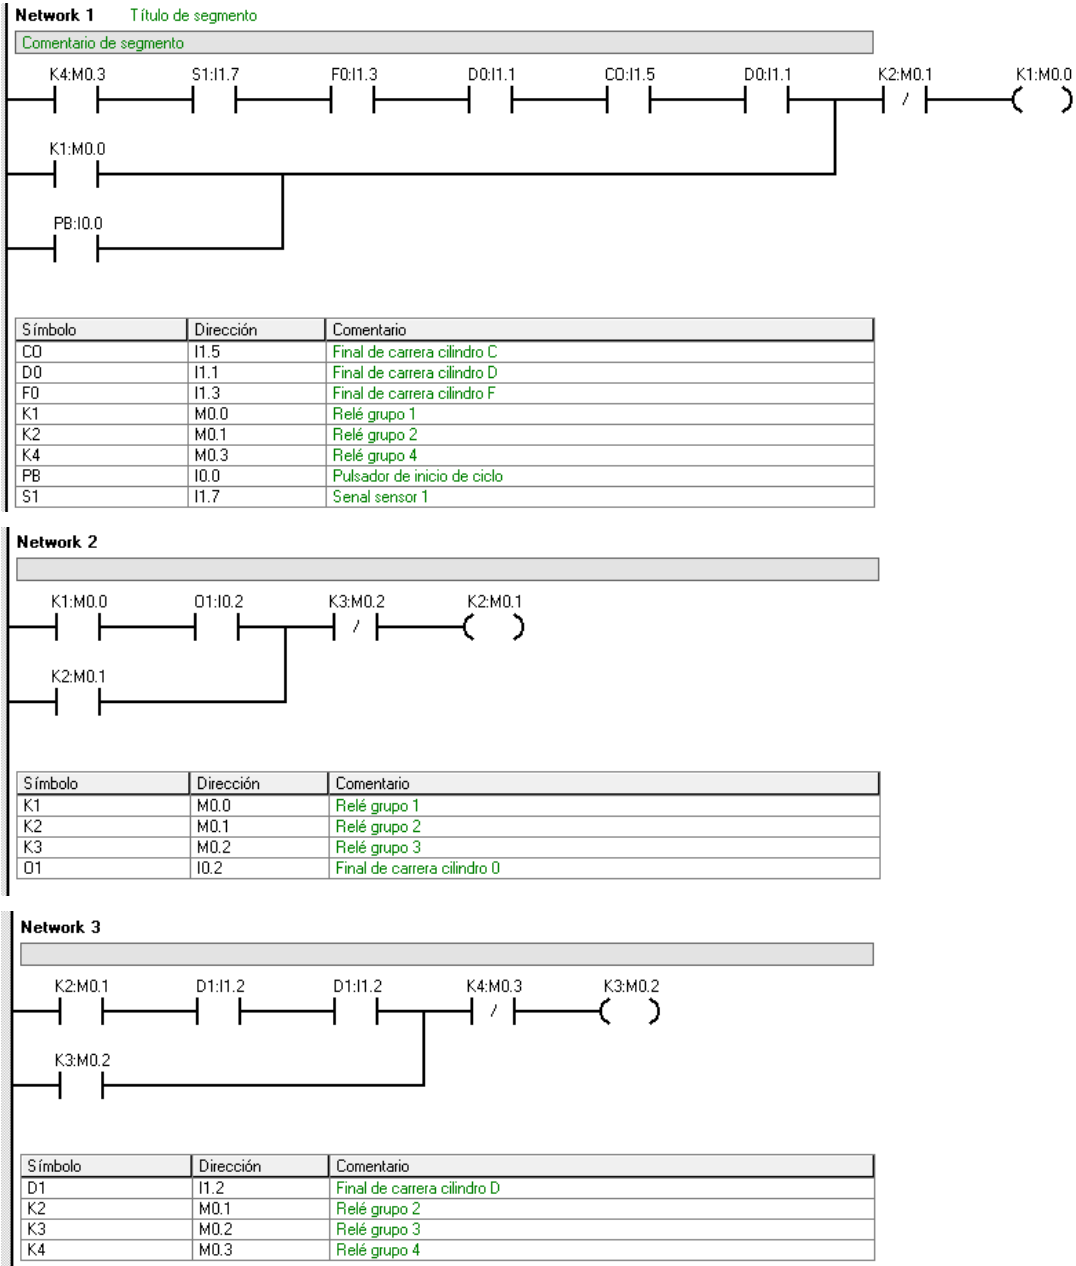 Network 1 Título de segmento
Comentario de segmento
K4:M0.3 S1:I1.7 F0:I1.3 D0:I1.1 C0:I1.5 D0:I1.1 K2:M0.1 K1:M0.0
K1:M0.0
PB:I0.0
Símbolo Dirección Comentario
C0 I1.5 Final de carrera cilindro C
D0 I1.1 Final de carrera cilindro D
F0 I1.3 Final de carrera cilindro F
K1 M0.0 Relé grupo 1
K2 M0.1 Relé grupo 2
K4 M0.3 Relé grupo 4
PB I0.0 Pulsador de inicio de ciclo
S1 I1.7 Senal sensor 1
Network 2
K1:M0.0 O1:I0.2 K3:M0.2 K2:M0.1
K2:M0.1
Símbolo Dirección Comentario
K1 M0.0 Relé grupo 1
K2 M0.1 Relé grupo 2
K3 M0.2 Relé grupo 3
O1 I0.2 Final de carrera cilindro O
Network 3
K2:M0.1 D1:I1.2 D1:I1.2 K4:M0.3 K3:M0.2
K3:M0.2
Símbolo Dirección Comentario
D1 I1.2 Final de carrera cilindro D
K2 M0.1 Relé grupo 2
K3 M0.2 Relé grupo 3
K4 M0.3 Relé grupo 4